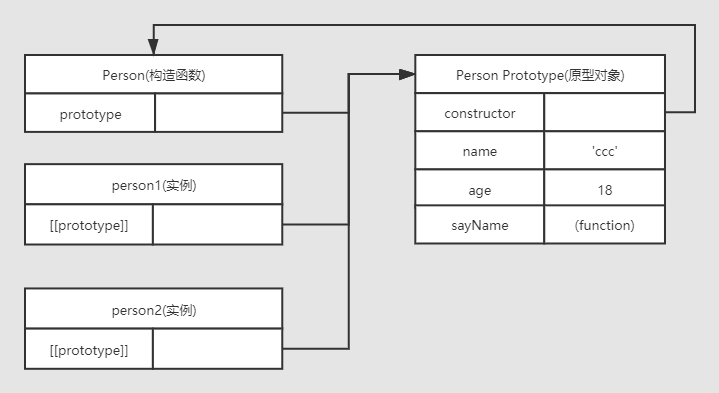 Person(构造函数)
prototype
person1(实例)
[[prototype]]
person2(实例)
[[prototype]]
Person Prototype(原型对象)
constructor
name 'ccc'
age 18
sayName (function)